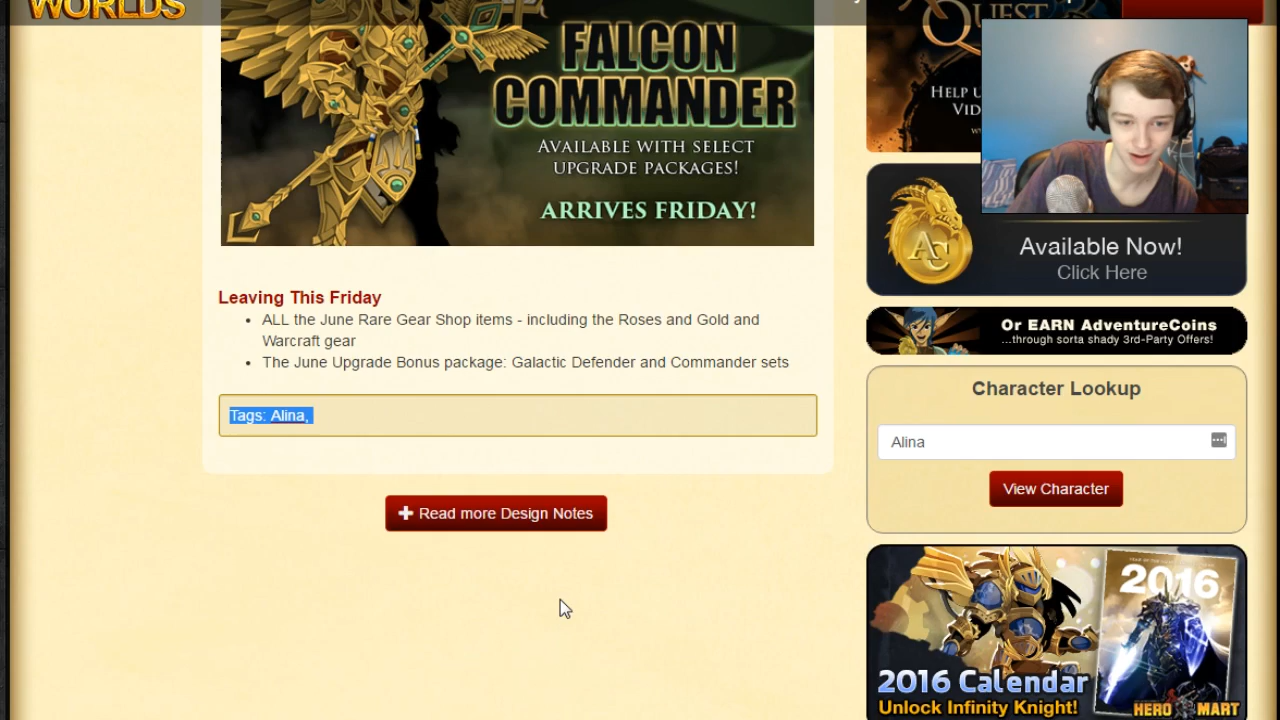 WORLDS
FALCON
COMMANDER
AVAILABLE WITH SELECT
UPGRADE PACKAGES!
ARRIVES FRIDAY!
Leaving This Friday
• ALL the June Rare Gear Shop items - including the Roses and Gold and
Warcraft gear
• The June Upgrade Bonus package: Galactic Defender and Commander sets
Tags: Alina,
Read more Design Notes
QUEST
HELP
VID
AC
Available Now!
Click Here
Or EARN AdventureCoins
...through sorta shady 3rd-Party Offers!
Character Lookup
Alina
View Character
2016
2016 Calendar
Unlock Infinity Knight!
HERO MART